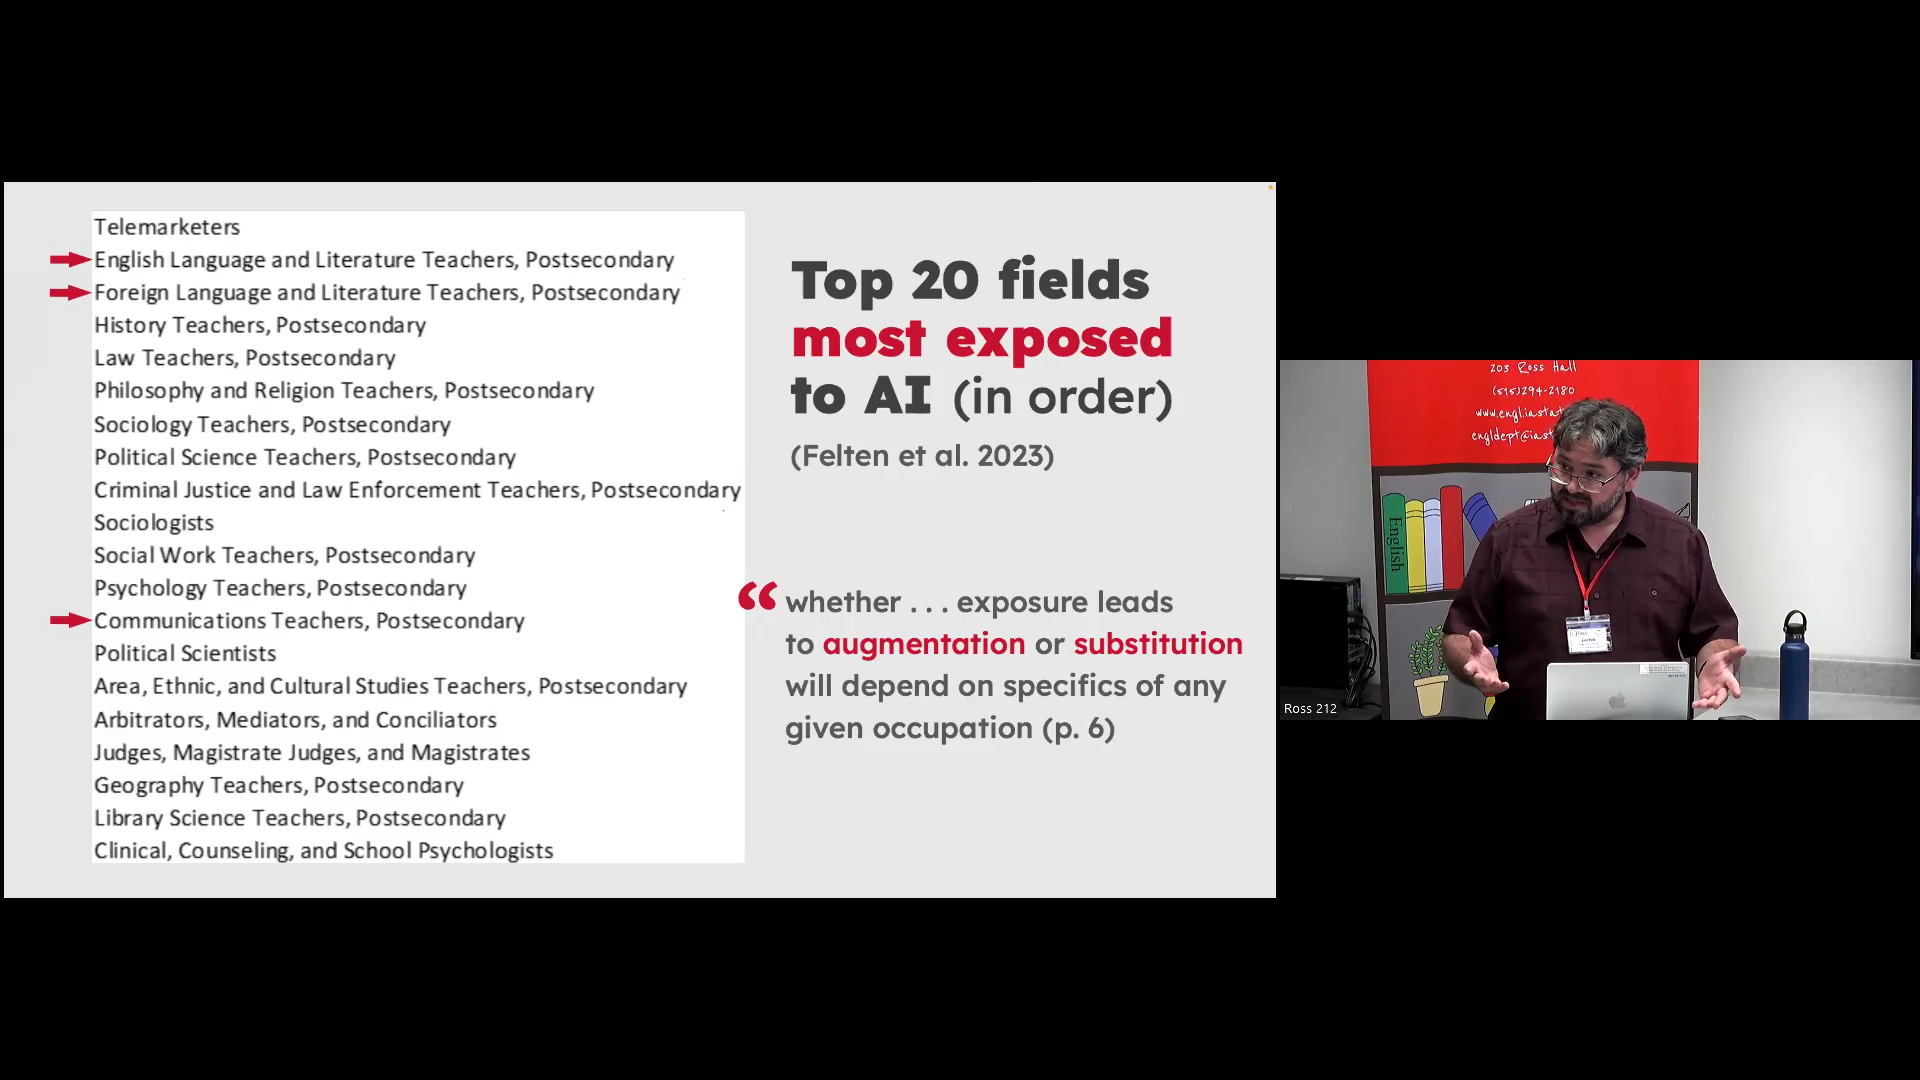 Telemarketers
English Language and Literature Teachers, Postsecondary
Foreign Language and Literature Teachers, Postsecondary
History Teachers, Postsecondary
Law Teachers, Postsecondary
Philosophy and Religion Teachers, Postsecondary
Sociology Teachers, Postsecondary
Political Science Teachers, Postsecondary
Criminal Justice and Law Enforcement Teachers, Postsecondary
Sociologists
Social Work Teachers, Postsecondary
Psychology Teachers, Postsecondary
Communications Teachers, Postsecondary
Political Scientists
Area, Ethnic, and Cultural Studies Teachers, Postsecondary
Arbitrators, Mediators, and Conciliators
Judges, Magistrate Judges, and Magistrates
Geography Teachers, Postsecondary
Library Science Teachers, Postsecondary
Clinical, Counseling, and School Psychologists
Top 20 fields
most exposed
to AI (in order)
(Felten et al. 2023)
“ whether . . . exposure leads
to augmentation or substitution
will depend on specifics of any
given occupation (p. 6)
203 Ross Hall
(515)294-2180
www.engl.iastat
engldept@iast
English
Ross 212